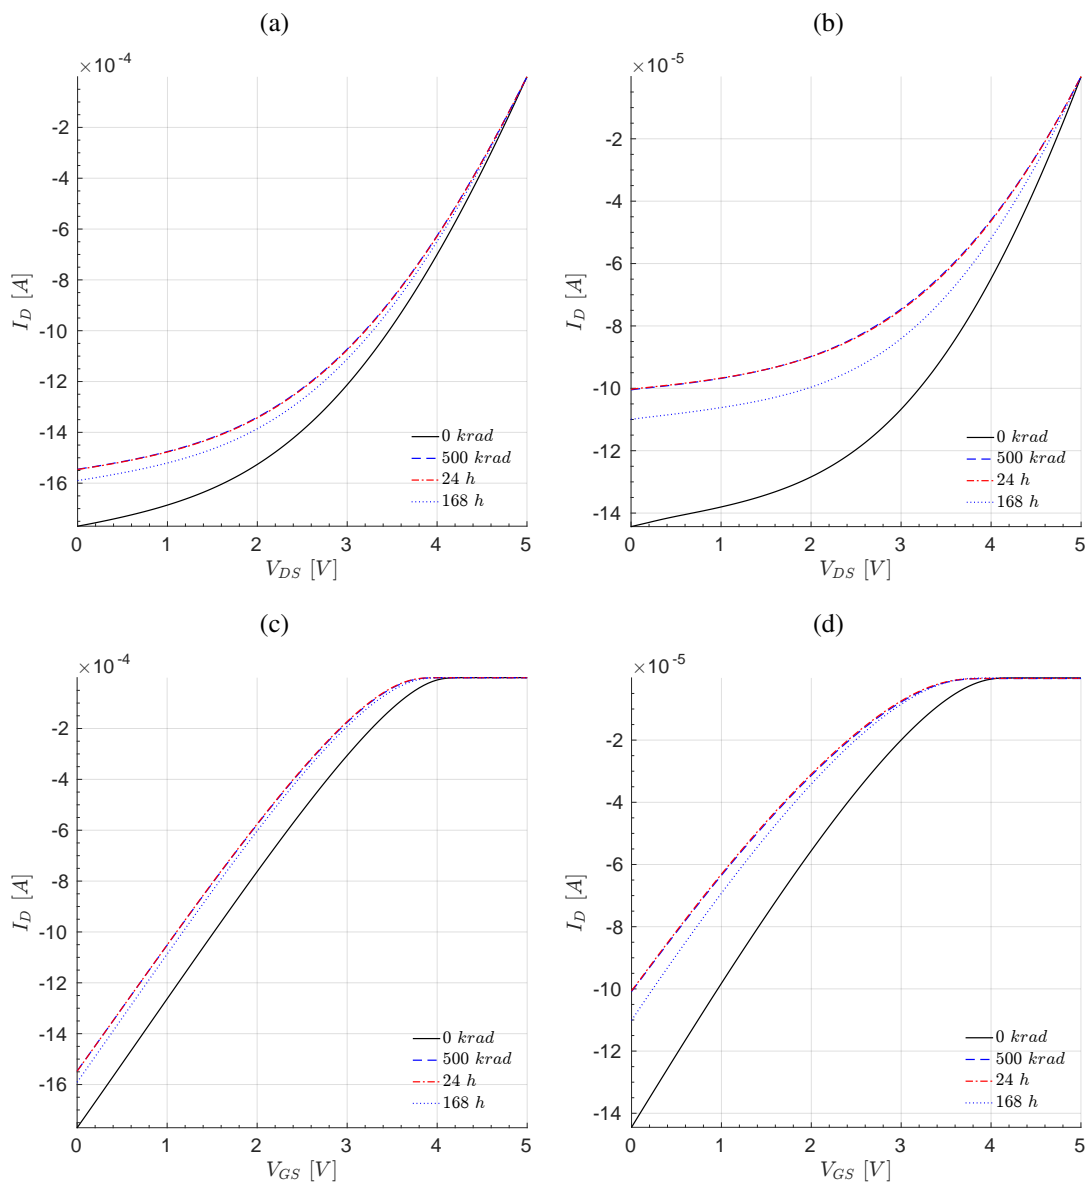 (a)
×10⁻⁴
-2
-4
-6
-8
-10
-12
-14
-16
0 1 2 3 4 5
I_D [A]
V_DS [V]
0 krad
500 krad
24 h
168 h
(b)
×10⁻⁵
-2
-4
-6
-8
-10
-12
-14
0 1 2 3 4 5
I_D [A]
V_DS [V]
0 krad
500 krad
24 h
168 h
(c)
×10⁻⁴
-2
-4
-6
-8
-10
-12
-14
-16
0 1 2 3 4 5
I_D [A]
V_GS [V]
0 krad
500 krad
24 h
168 h
(d)
×10⁻⁵
-2
-4
-6
-8
-10
-12
-14
0 1 2 3 4 5
I_D [A]
V_GS [V]
0 krad
500 krad
24 h
168 h